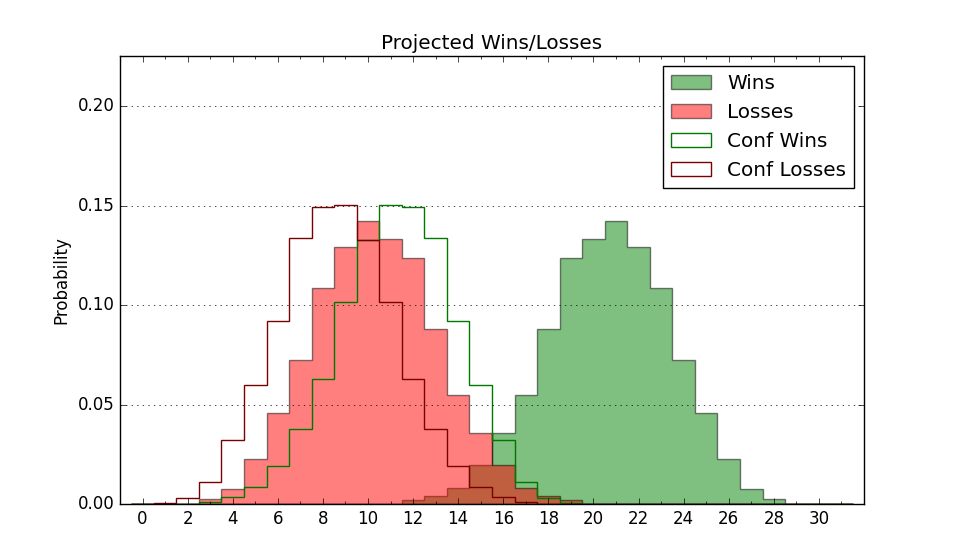 Projected Wins/Losses
Wins
Losses
Conf Wins
Conf Losses
Probability
0.20
0.15
0.10
0.05
0.00
0 2 4 6 8 10 12 14 16 18 20 22 24 26 28 30